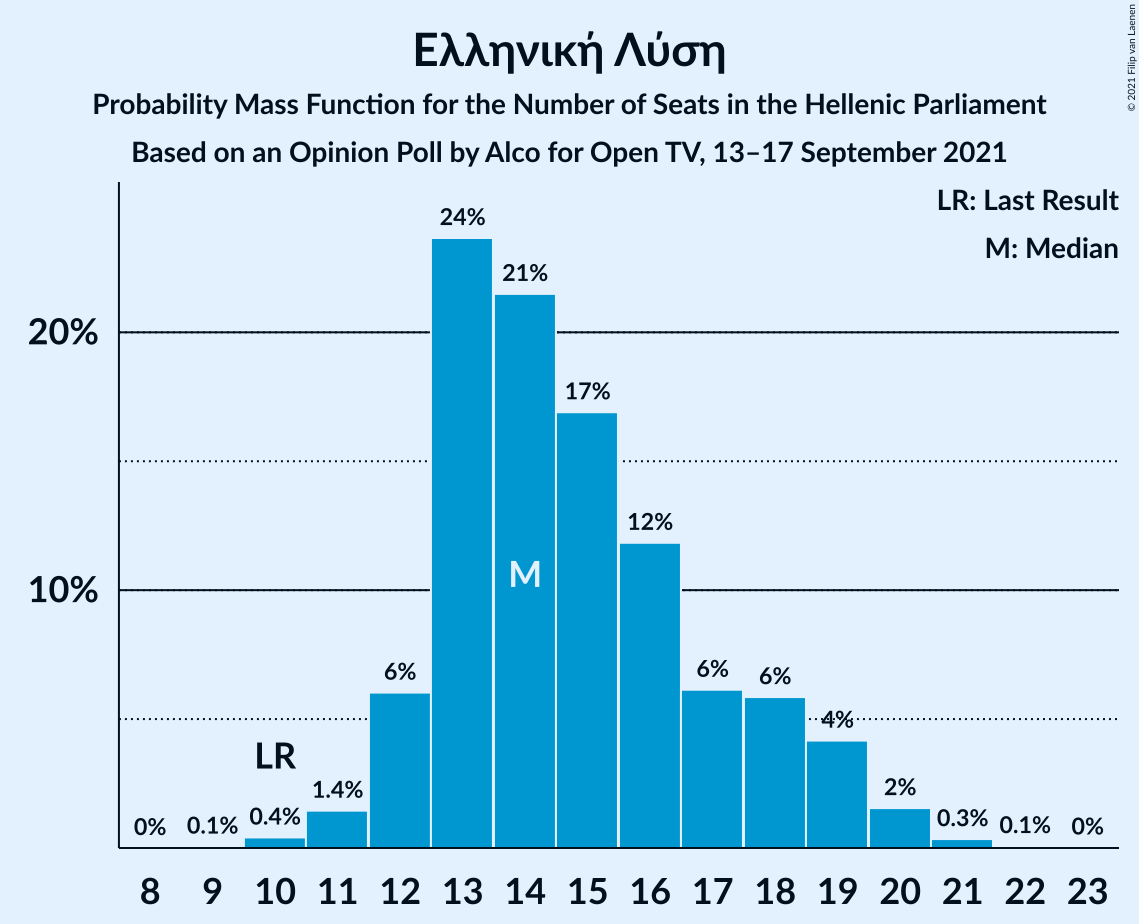 Ελληνική Λύση
Probability Mass Function for the Number of Seats in the Hellenic Parliament
Based on an Opinion Poll by Alco for Open TV, 13–17 September 2021
© 2021 Filip van Laenen
LR: Last Result
M: Median
24%
21%
20%
17%
12%
M
10%
6%
6%
6%
4%
LR
1.4%
2%
0%
0.1%
0.4%
0.3%
0.1%
0%
8 9 10 11 12 13 14 15 16 17 18 19 20 21 22 23